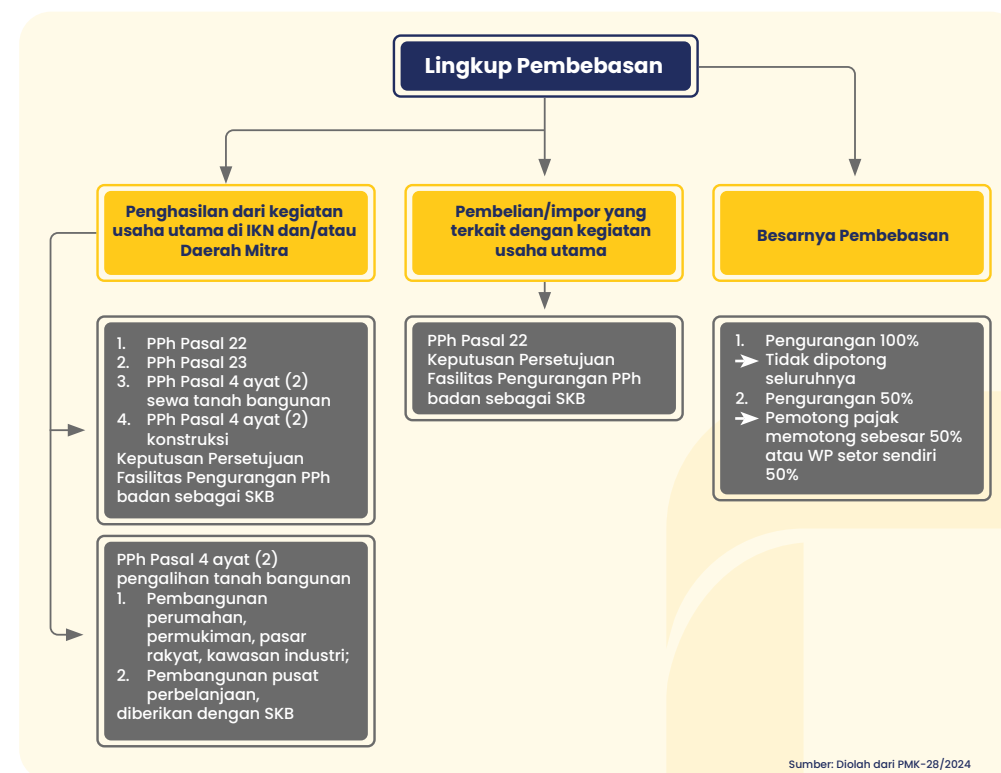 Lingkup Pembebasan
Penghasilan dari kegiatan
usaha utama di IKN dan/atau
Daerah Mitra
Pembelian/impor yang
terkait dengan kegiatan
usaha utama
Besarnya Pembebasan
1. PPh Pasal 22
2. PPh Pasal 23
3. PPh Pasal 4 ayat (2)
sewa tanah bangunan
4. PPh Pasal 4 ayat (2)
konstruksi
Keputusan Persetujuan
Fasilitas Pengurangan PPh
badan sebagai SKB
PPh Pasal 22
Keputusan Persetujuan
Fasilitas Pengurangan PPh
badan sebagai SKB
1. Pengurangan 100%
Tidak dipotong
seluruhnya
2. Pengurangan 50%
Pemotong pajak
memotong sebesar 50%
atau WP setor sendiri
50%
PPh Pasal 4 ayat (2)
pengalihan tanah bangunan
1. Pembangunan
perumahan,
permukiman, pasar
rakyat, kawasan industri;
2. Pembangunan pusat
perbelanjaan,
diberikan dengan SKB
Sumber: Diolah dari PMK-28/2024